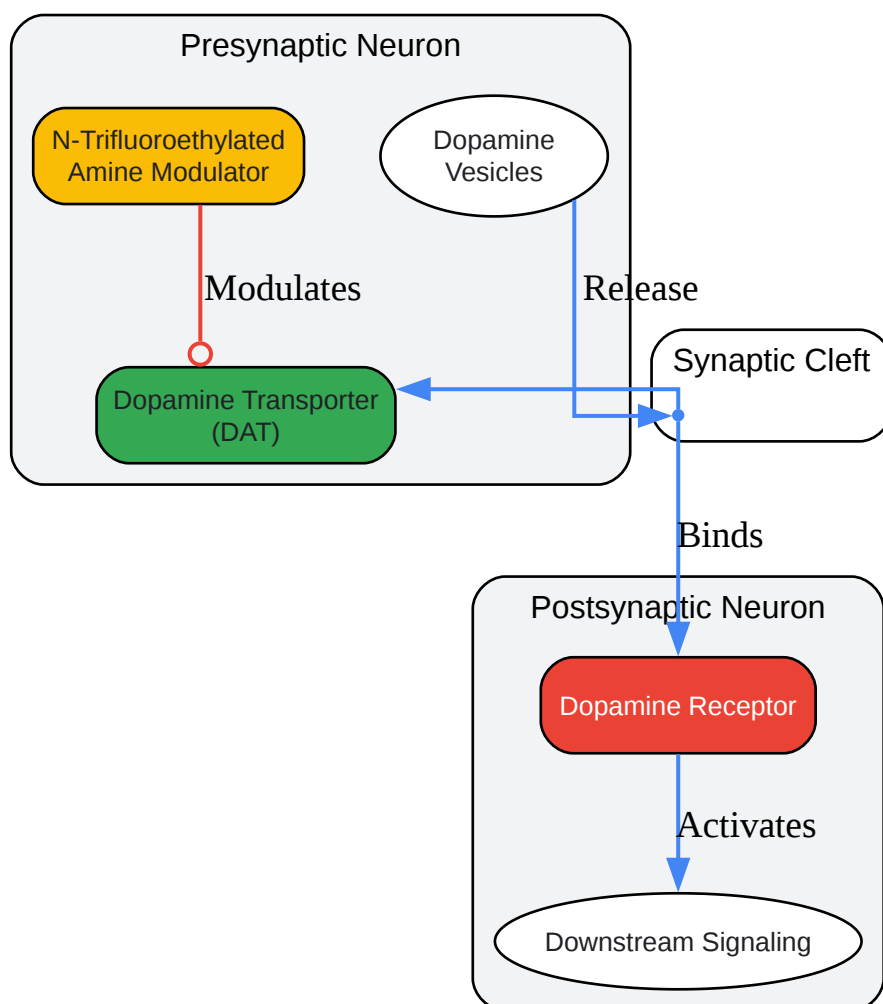 Presynaptic Neuron
N-Trifluoroethylated
Amine Modulator
Dopamine
Vesicles
Modulates
Release
Synaptic Cleft
Dopamine Transporter
(DAT)
Binds
Postsynaptic Neuron
Dopamine Receptor
Activates
Downstream Signaling